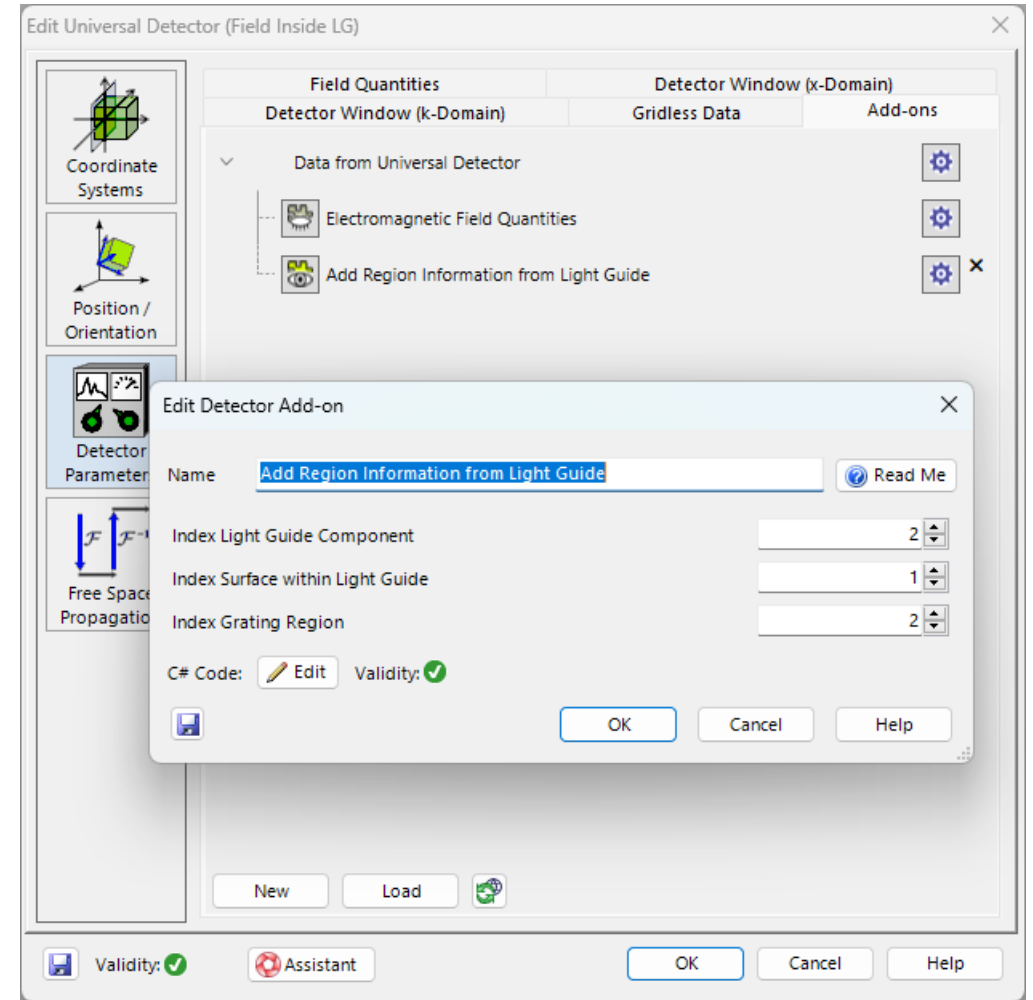 Edit Universal Detector (Field Inside LG)
Field Quantities
Detector Window (x-Domain)
Detector Window (k-Domain)
Gridless Data
Add-ons
Coordinate
Systems
Position /
Orientation
Detector
Parameter
Free Space
Propagatio
Data from Universal Detector
Electromagnetic Field Quantities
Add Region Information from Light Guide
Edit Detector Add-on
Name
Add Region Information from Light Guide
Read Me
Index Light Guide Component
2
Index Surface within Light Guide
1
Index Grating Region
2
C# Code:
Edit
Validity:
OK
Cancel
Help
New
Load
Validity:
Assistant
OK
Cancel
Help